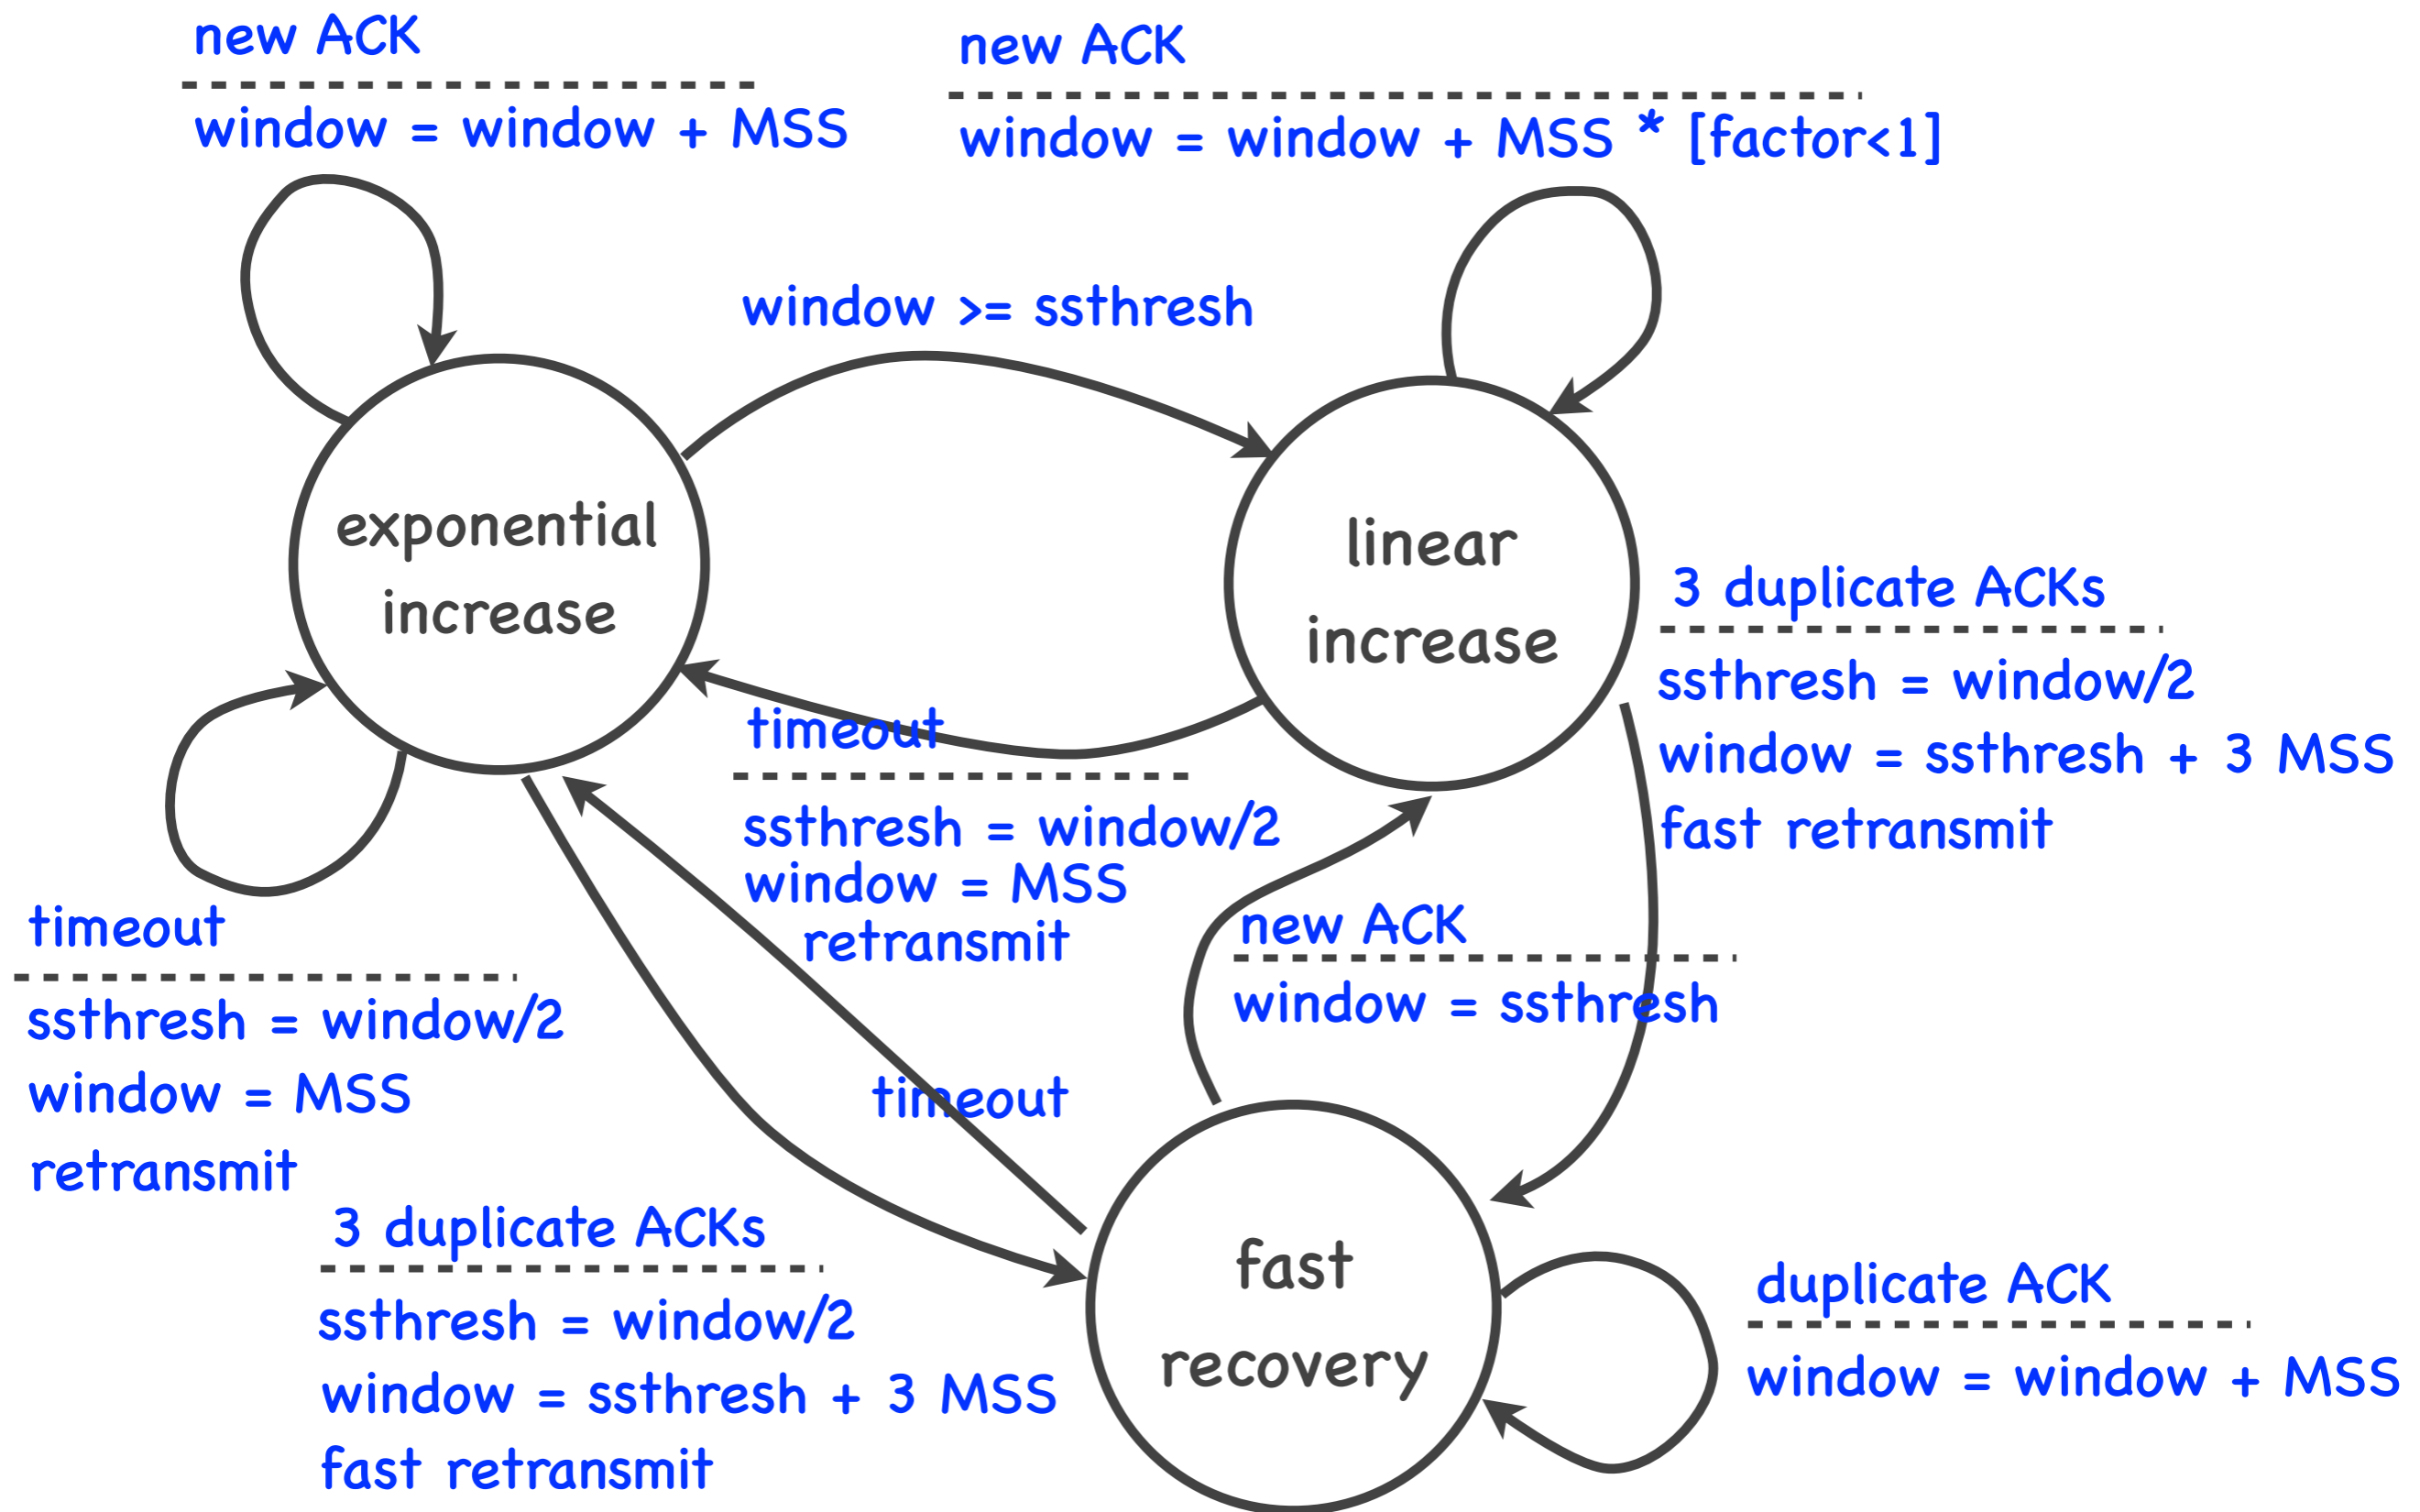 new ACK
window = window + MSS
new ACK
window = window + MSS * [factor<1]
window >= ssthresh
exponential
increase
linear
increase
3 duplicate ACKs
ssthresh = window/2
window = ssthresh + 3 MSS
fast retransmit
timeout
ssthresh = window/2
window = MSS
retransmit
timeout
ssthresh = window/2
window = MSS
retransmit
new ACK
window = ssthresh
timeout
3 duplicate ACKs
ssthresh = window/2
window = ssthresh + 3 MSS
fast retransmit
fast
recovery
duplicate ACK
window = window + MSS